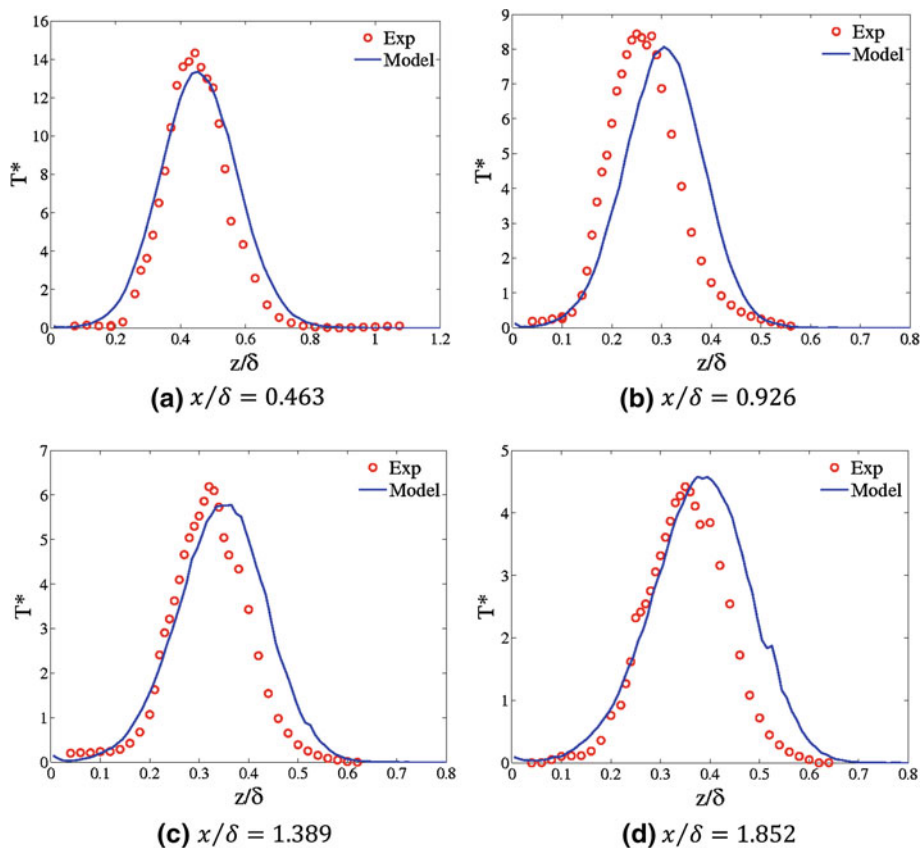 16
14
12
10
8
6
4
2
0
T*
Exp
Model
0 0.2 0.4 0.6 0.8 1 1.2
z/δ
(a) x/δ = 0.463
9
8
7
6
5
4
3
2
1
0
T*
Exp
Model
0 0.1 0.2 0.3 0.4 0.5 0.6 0.7 0.8
z/δ
(b) x/δ = 0.926
7
6
5
4
3
2
1
0
T*
Exp
Model
0 0.1 0.2 0.3 0.4 0.5 0.6 0.7 0.8
z/δ
(c) x/δ = 1.389
5
4
3
2
1
0
T*
Exp
Model
0 0.1 0.2 0.3 0.4 0.5 0.6 0.7 0.8
z/δ
(d) x/δ = 1.852